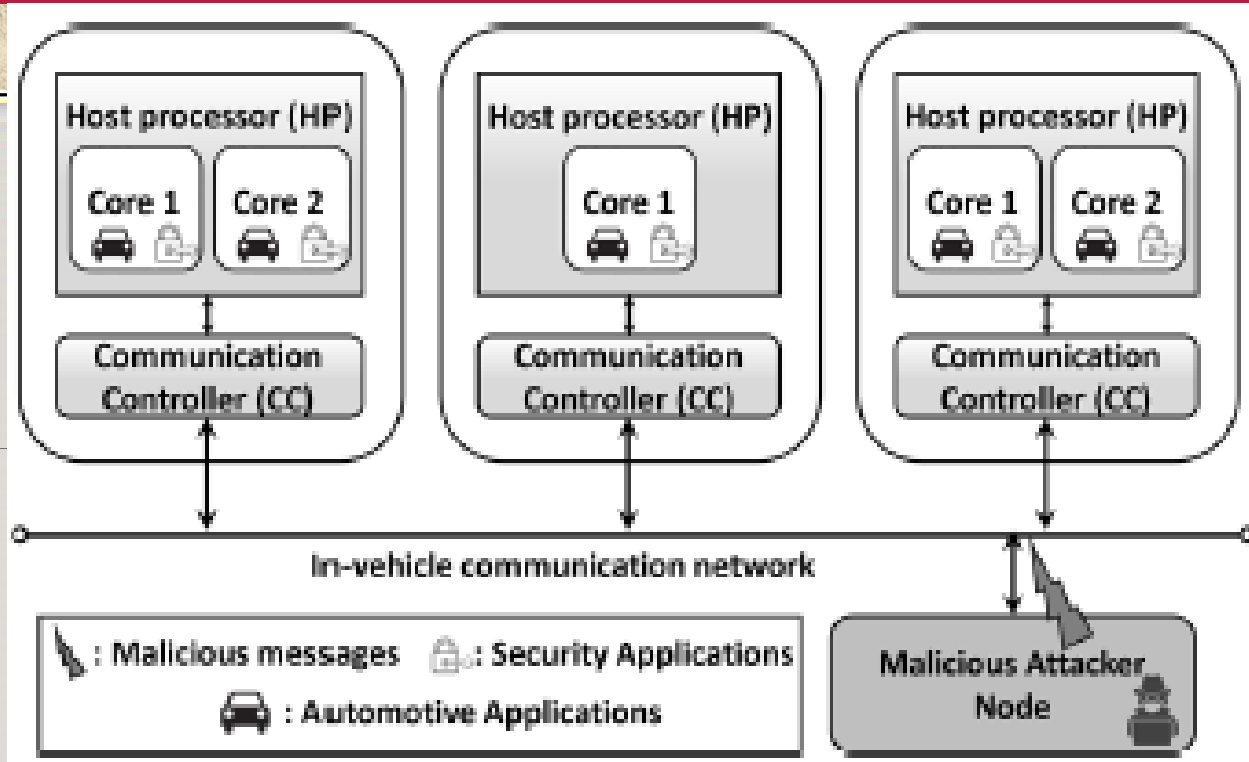 Host processor (HP)
Core 1
Core 2
Communication
Controller (CC)
Host processor (HP)
Core 1
Communication
Controller (CC)
Host processor (HP)
Core 1
Core 2
Communication
Controller (CC)
In-vehicle communication network
: Malicious messages
: Security Applications
: Automotive Applications
Malicious Attacker
Node